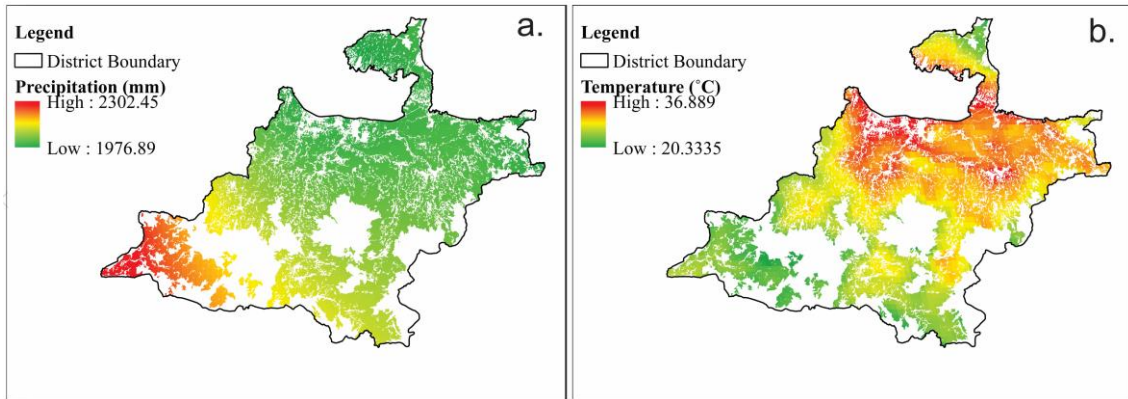 a.
Legend
District Boundary
Precipitation (mm)
High : 2302.45
Low : 1976.89
b.
Legend
District Boundary
Temperature (˚C)
High : 36.889
Low : 20.3335